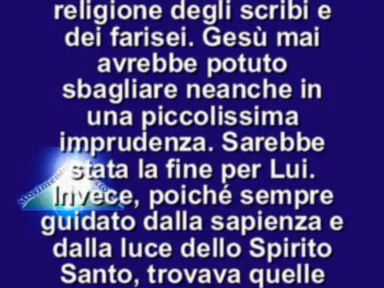 religione degli scribi e
dei farisei. Gesù mai
avrebbe potuto
sbagliare neanche in
una piccolissima
imprudenza. Sarebbe
stata la fine per Lui.
Invece, poiché sempre
guidato dalla sapienza e
dalla luce dello Spirito
Santo, trovava quelle